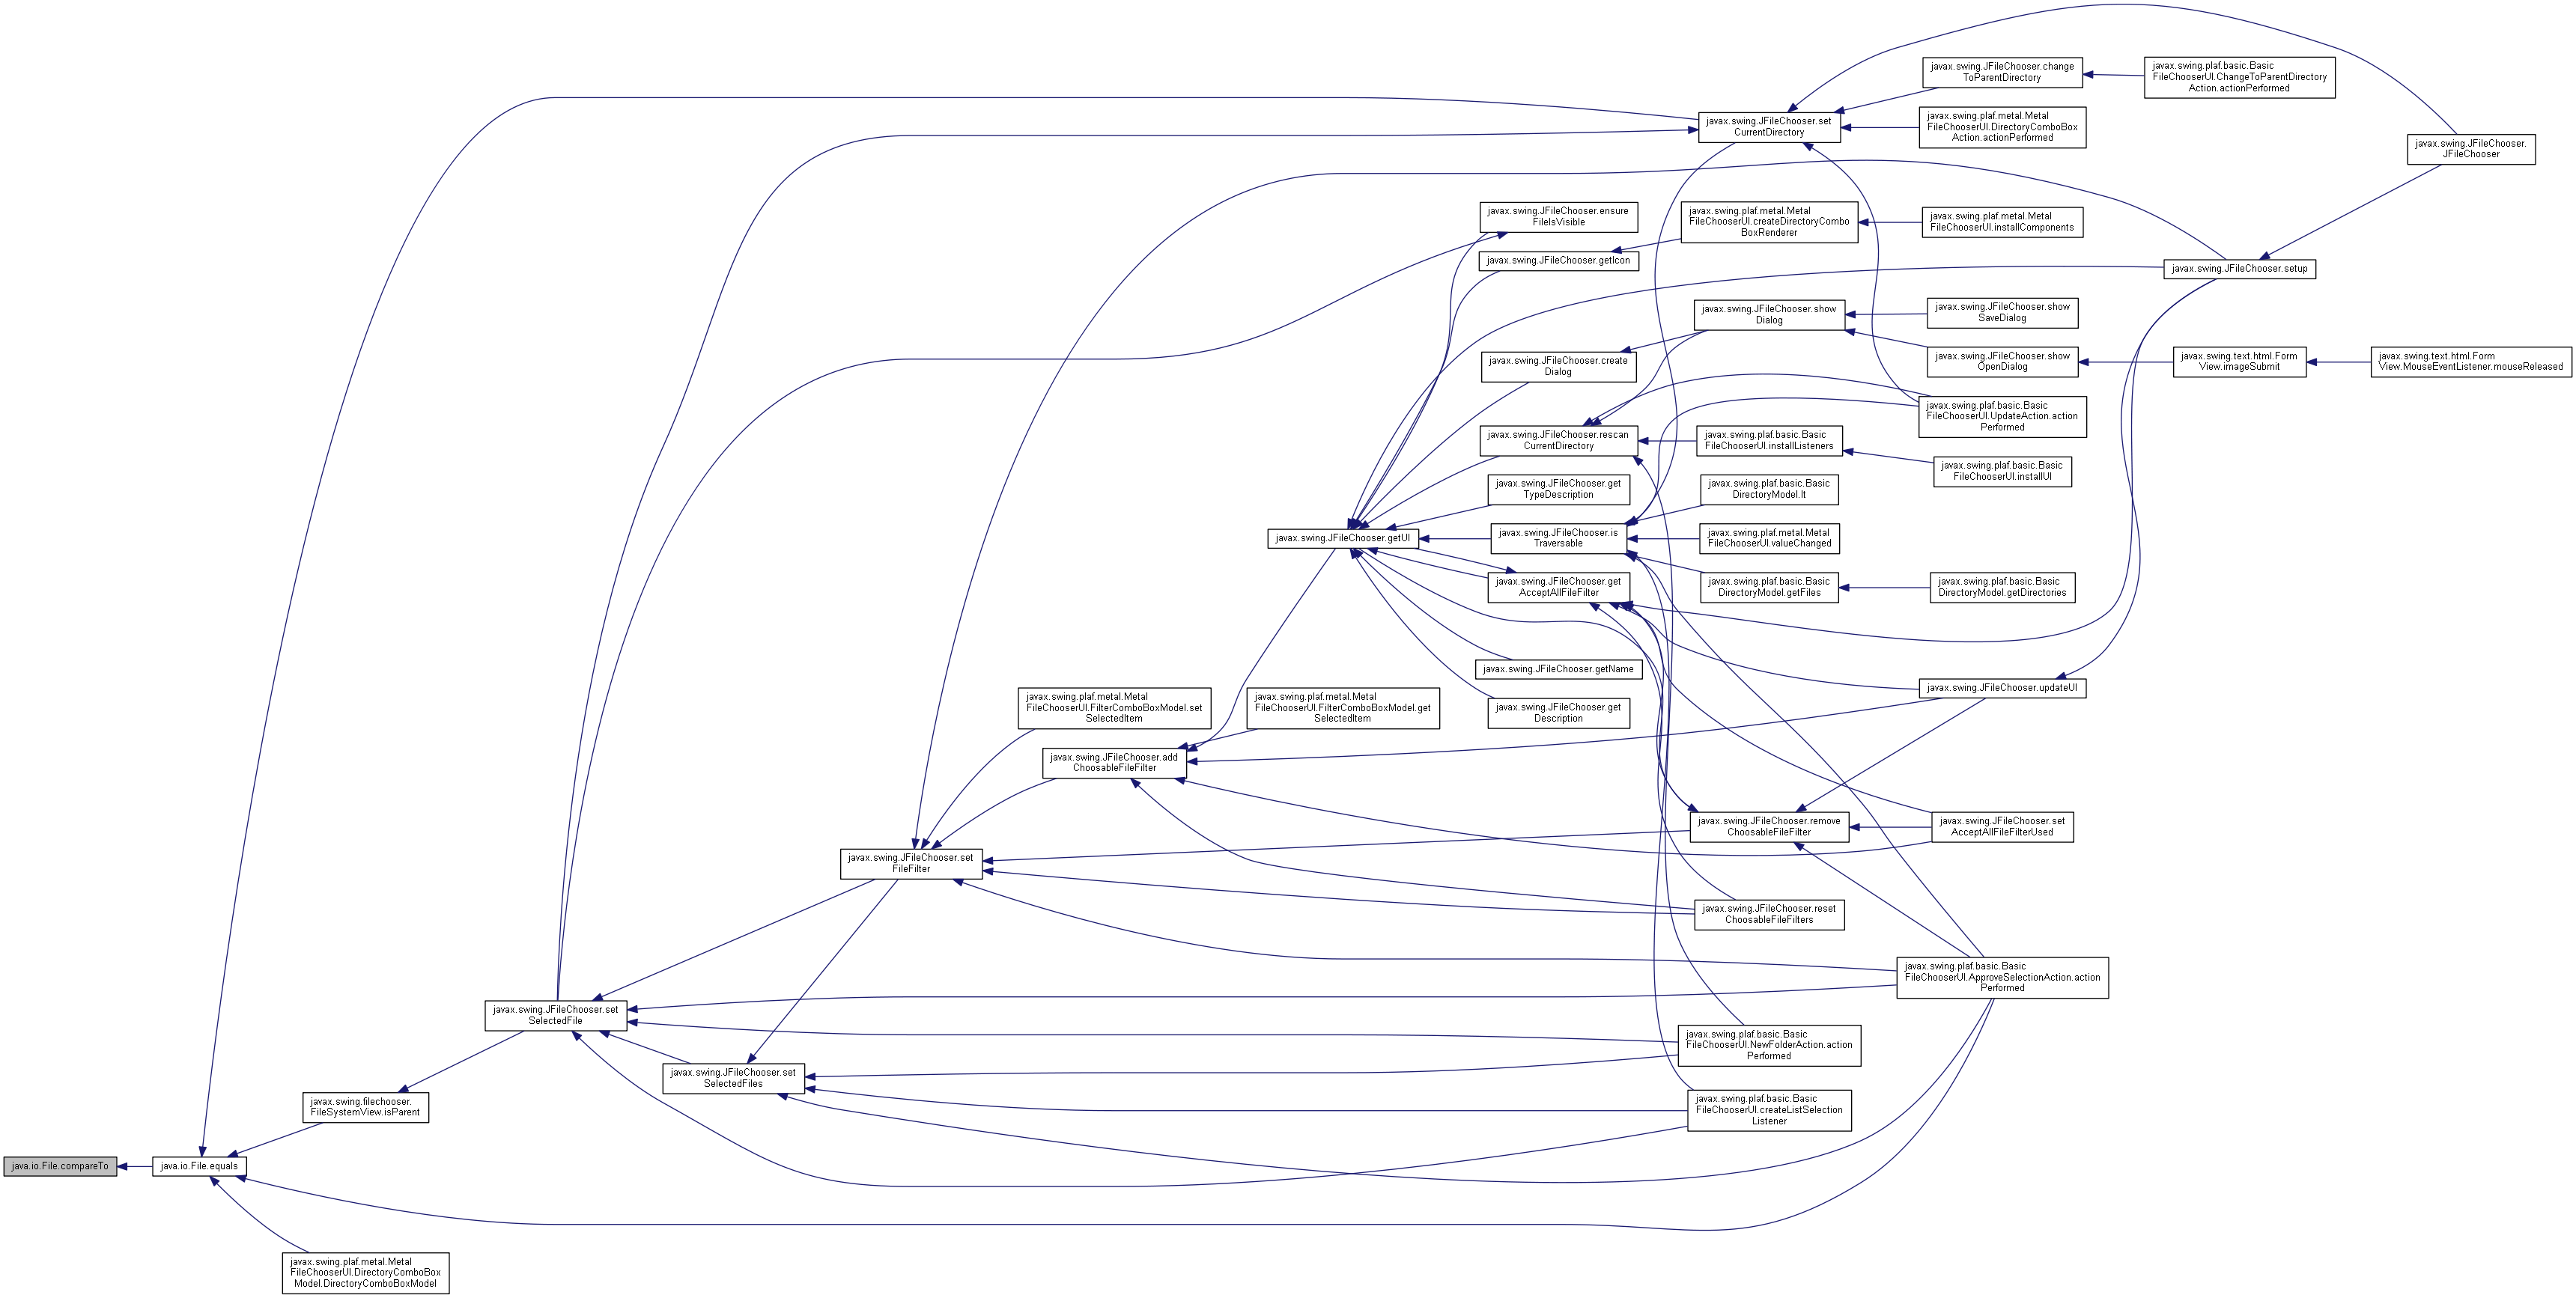 javax.swing.JFileChooser.change
ToParentDirectory
javax.swing.plaf.basic.Basic
FileChooserUI.ChangeToParentDirectory
Action.actionPerformed
javax.swing.JFileChooser.set
CurrentDirectory
javax.swing.plaf.metal.Metal
FileChooserUI.DirectoryComboBox
Action.actionPerformed
javax.swing.JFileChooser.
JFileChooser
javax.swing.JFileChooser.ensure
FileIsVisible
javax.swing.plaf.metal.Metal
FileChooserUI.createDirectoryCombo
BoxRenderer
javax.swing.plaf.metal.Metal
FileChooserUI.installComponents
javax.swing.JFileChooser.getIcon
javax.swing.JFileChooser.setup
javax.swing.JFileChooser.show
Dialog
javax.swing.JFileChooser.show
SaveDialog
javax.swing.JFileChooser.create
Dialog
javax.swing.JFileChooser.show
OpenDialog
javax.swing.text.html.Form
View.imageSubmit
javax.swing.text.html.Form
View.MouseEventListener.mouseReleased
javax.swing.plaf.basic.Basic
FileChooserUI.UpdateAction.action
Performed
javax.swing.JFileChooser.rescan
CurrentDirectory
javax.swing.plaf.basic.Basic
FileChooserUI.installListeners
javax.swing.plaf.basic.Basic
FileChooserUI.installUI
javax.swing.JFileChooser.get
TypeDescription
javax.swing.plaf.basic.Basic
DirectoryModel.lt
javax.swing.JFileChooser.getUI
javax.swing.JFileChooser.is
Traversable
javax.swing.plaf.metal.Metal
FileChooserUI.valueChanged
javax.swing.JFileChooser.get
AcceptAllFileFilter
javax.swing.plaf.basic.Basic
DirectoryModel.getFiles
javax.swing.plaf.basic.Basic
DirectoryModel.getDirectories
javax.swing.JFileChooser.getName
javax.swing.plaf.metal.Metal
FileChooserUI.FilterComboBoxModel.set
SelectedItem
javax.swing.plaf.metal.Metal
FileChooserUI.FilterComboBoxModel.get
SelectedItem
javax.swing.JFileChooser.get
Description
javax.swing.JFileChooser.updateUI
javax.swing.JFileChooser.add
ChoosableFileFilter
javax.swing.JFileChooser.remove
ChoosableFileFilter
javax.swing.JFileChooser.set
AcceptAllFileFilterUsed
javax.swing.JFileChooser.set
FileFilter
javax.swing.JFileChooser.reset
ChoosableFileFilters
javax.swing.plaf.basic.Basic
FileChooserUI.ApproveSelectionAction.action
Performed
javax.swing.JFileChooser.set
SelectedFile
javax.swing.plaf.basic.Basic
FileChooserUI.NewFolderAction.action
Performed
javax.swing.JFileChooser.set
SelectedFiles
javax.swing.filechooser.
FileSystemView.isParent
javax.swing.plaf.basic.Basic
FileChooserUI.createListSelection
Listener
java.io.File.compareTo
java.io.File.equals
javax.swing.plaf.metal.Metal
FileChooserUI.DirectoryComboBox
Model.DirectoryComboBoxModel